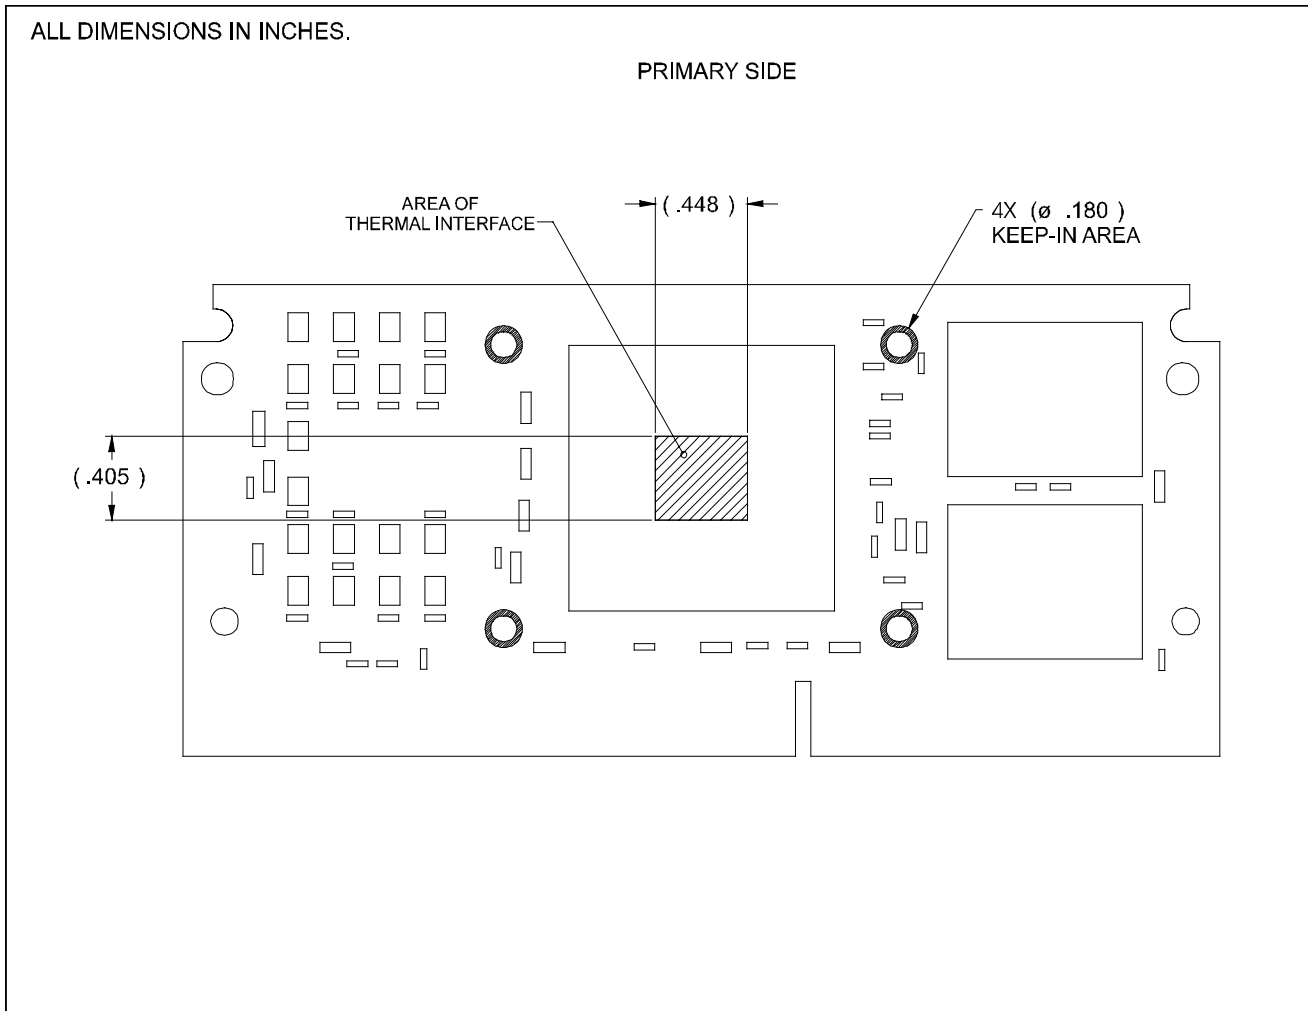 ALL DIMENSIONS IN INCHES.
PRIMARY SIDE
AREA OF
THERMAL INTERFACE
( .448 )
4X (ø .180 )
KEEP-IN AREA
( .405 )